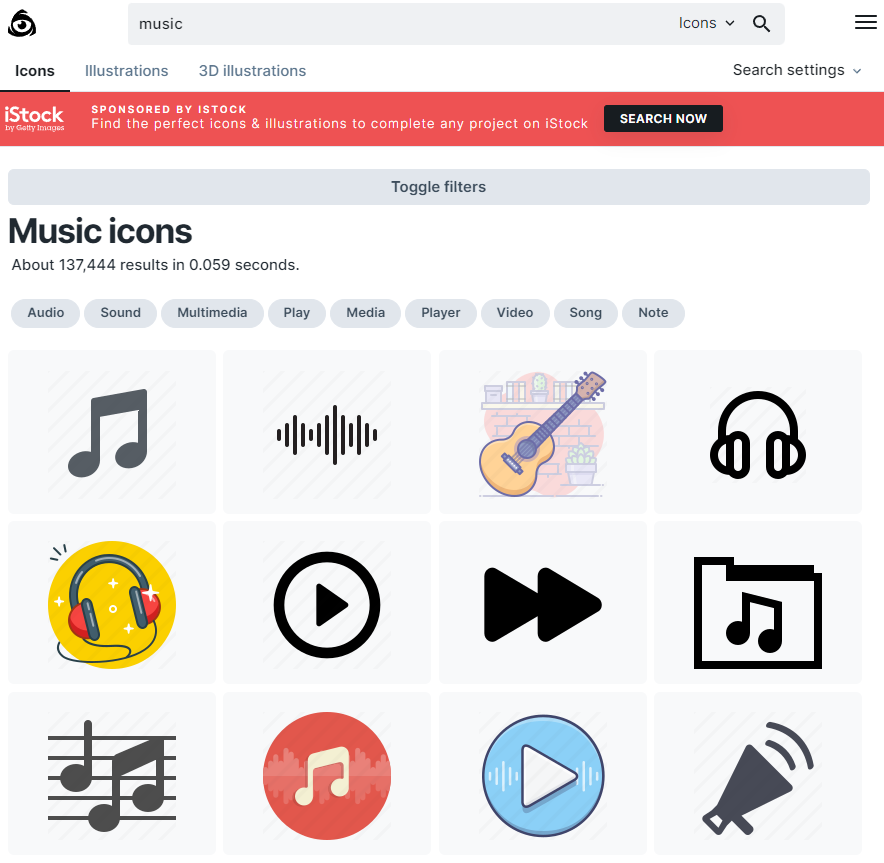 music Icons
Icons Illustrations 3D illustrations Search settings
iStock
by Getty Images
SPONSORED BY ISTOCK
Find the perfect icons & illustrations to complete any project on iStock
SEARCH NOW
Toggle filters
Music icons
About 137,444 results in 0.059 seconds.
Audio Sound Multimedia Play Media Player Video Song Note